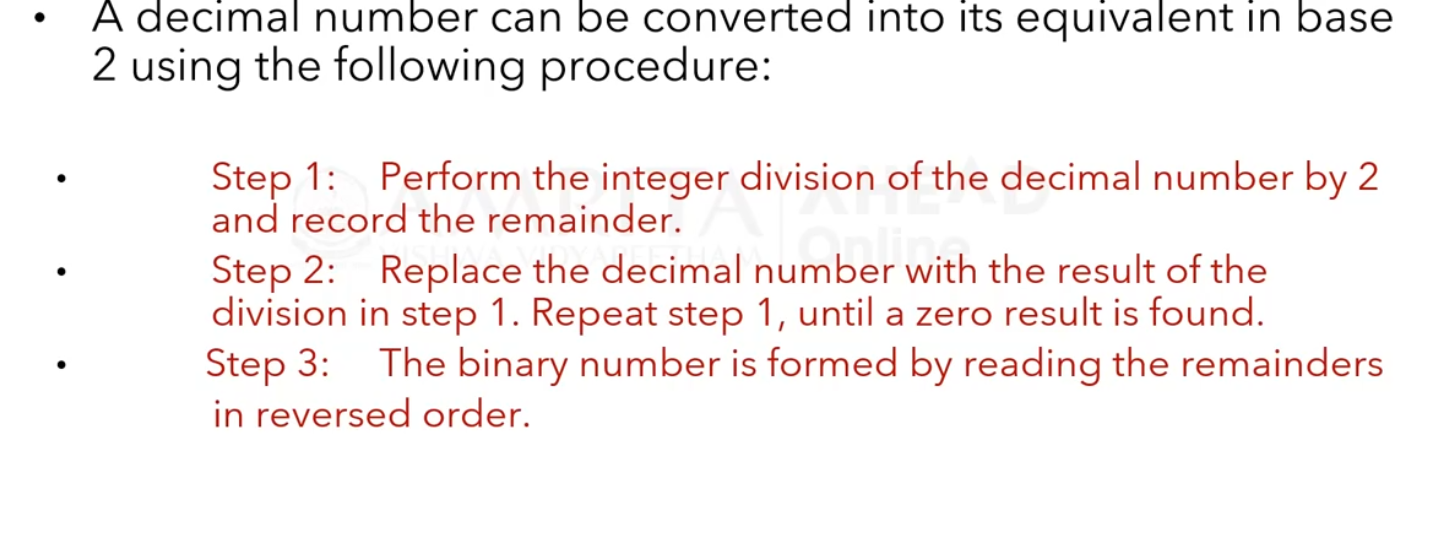 • A decimal number can be converted into its equivalent in base
2 using the following procedure:
• Step 1: Perform the integer division of the decimal number by 2
and record the remainder.
• Step 2: Replace the decimal number with the result of the
division in step 1. Repeat step 1, until a zero result is found.
• Step 3: The binary number is formed by reading the remainders
in reversed order.
AMRITA
VISHWA VIDYAPEETHAM
AHEAD
Online